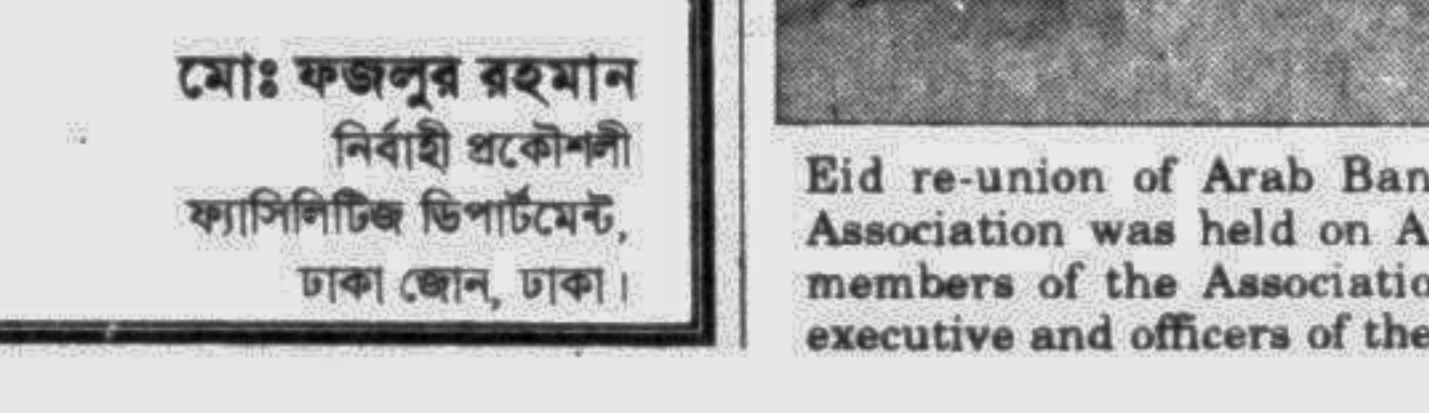 মোঃ ফজলুর রহমান
নির্বাহী প্রকৌশলী
ফ্যাসিলিটিজ ডিপার্টমেন্ট,
ঢাকা জোন, ঢাকা।
Eid re-union of Arab Ban
Association was held on A
members of the Associatio
executive and officers of the